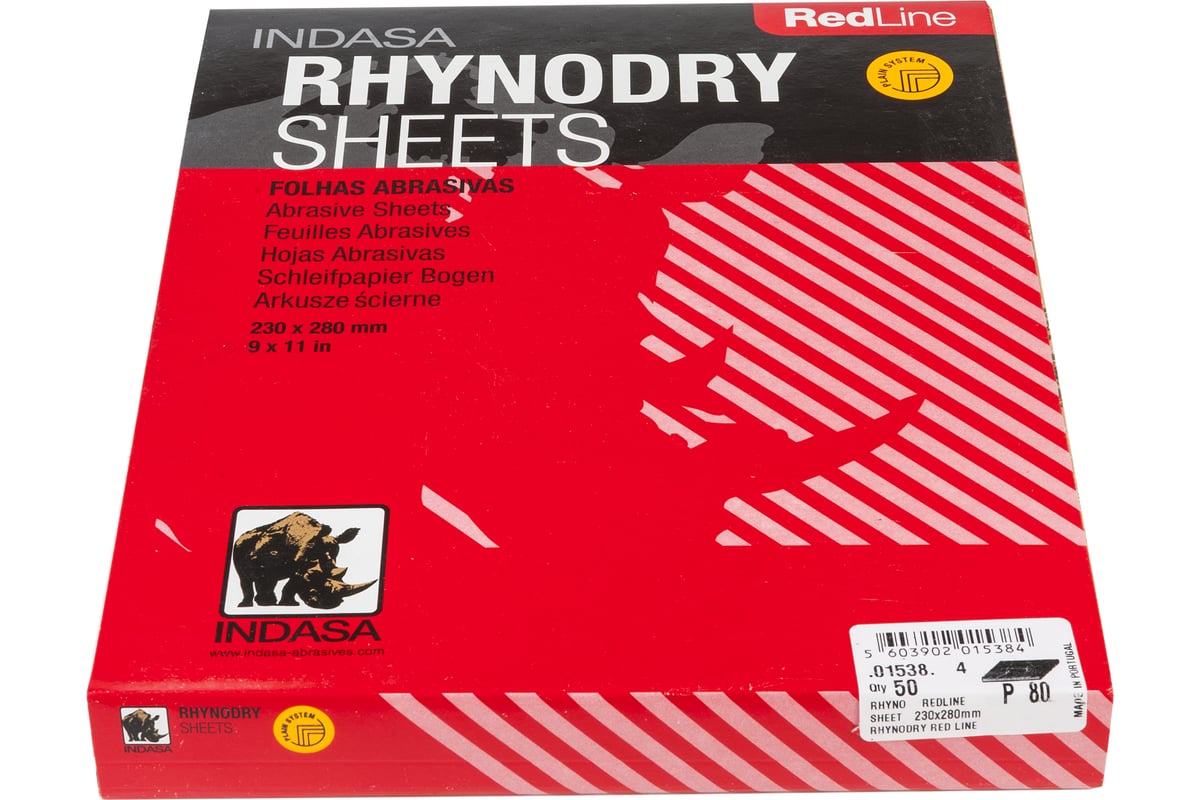 RedLine
INDASA
RHYNODRY
SHEETS
PLAIN SYSTEM
FOLHAS ABRASIVAS
Abrasive Sheets
Feuilles Abrasives
Hojas Abrasivas
Schleifpapier Bogen
Arkusze ścierne
230 x 280 mm
9 x 11 in
INDASA
www.indasa-abrasives.com
5 603902 015384
.01538. 4
Qty 50
P 80
RHYNO REDLINE
SHEET 230x280mm
RHYNODRY RED LINE
MADE IN PORTUGAL
INDASA
RHYNODRY
SHEETS
PLAIN SYSTEM